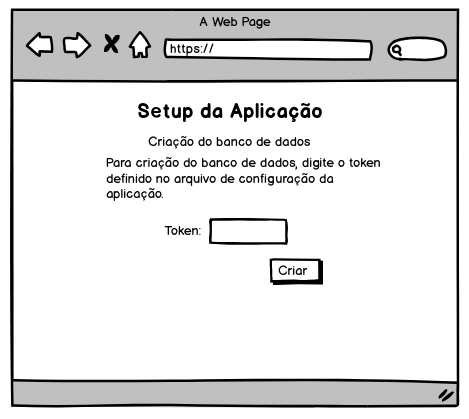 A Web Page
https://
Setup da Aplicação
Criação do banco de dados
Para criação do banco de dados, digite o token
definido no arquivo de configuração da
aplicação.
Token:
Criar